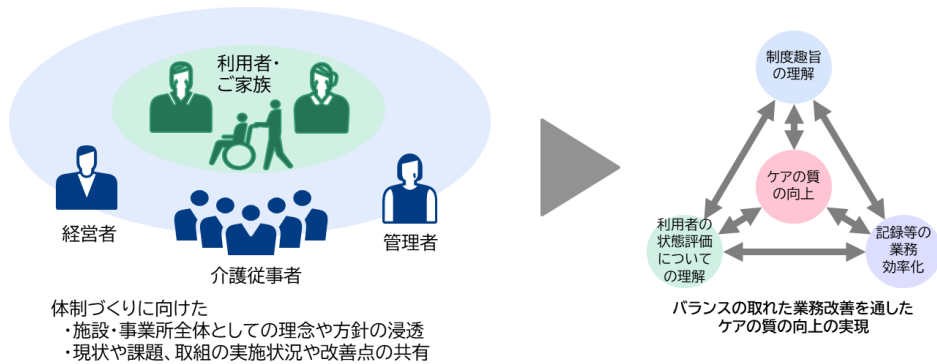 利用者・
ご家族
経営者
介護従事者
管理者
体制づくりに向けた
・施設・事業所全体としての理念や方針の浸透
・現状や課題、取組の実施状況や改善点の共有
制度趣旨
の理解
ケアの質
の向上
利用者の
状態評価
について
の理解
記録等の
業務
効率化
バランスの取れた業務改善を通した
ケアの質の向上の実現